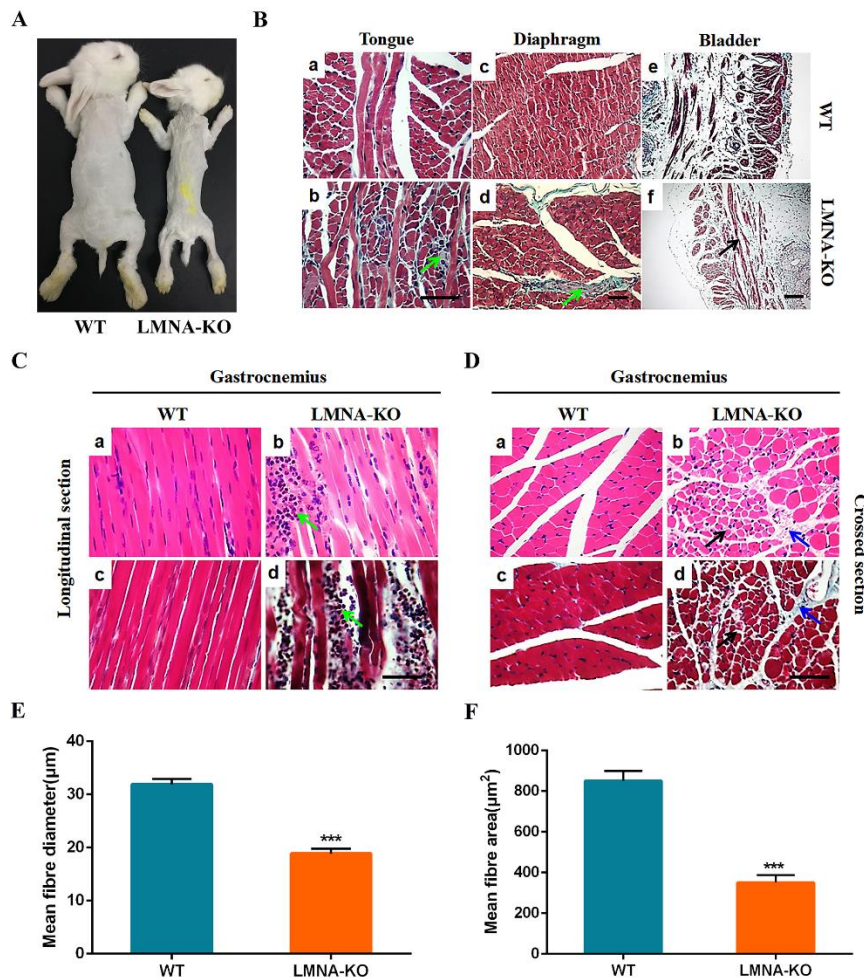 A
WT LMNA-KO
B
Tongue Diaphragm Bladder
a c e
WT
b d f
LMNA-KO
C
Gastrocnemius
WT LMNA-KO
a b
c d
Longitudinal section
D
Gastrocnemius
WT LMNA-KO
a b
c d
Crossed section
E
Mean fibre diameter(µm)
40
30
20
10
0
***
WT LMNA-KO
F
Mean fibre area(µm²)
1000
800
600
400
200
0
***
WT LMNA-KO